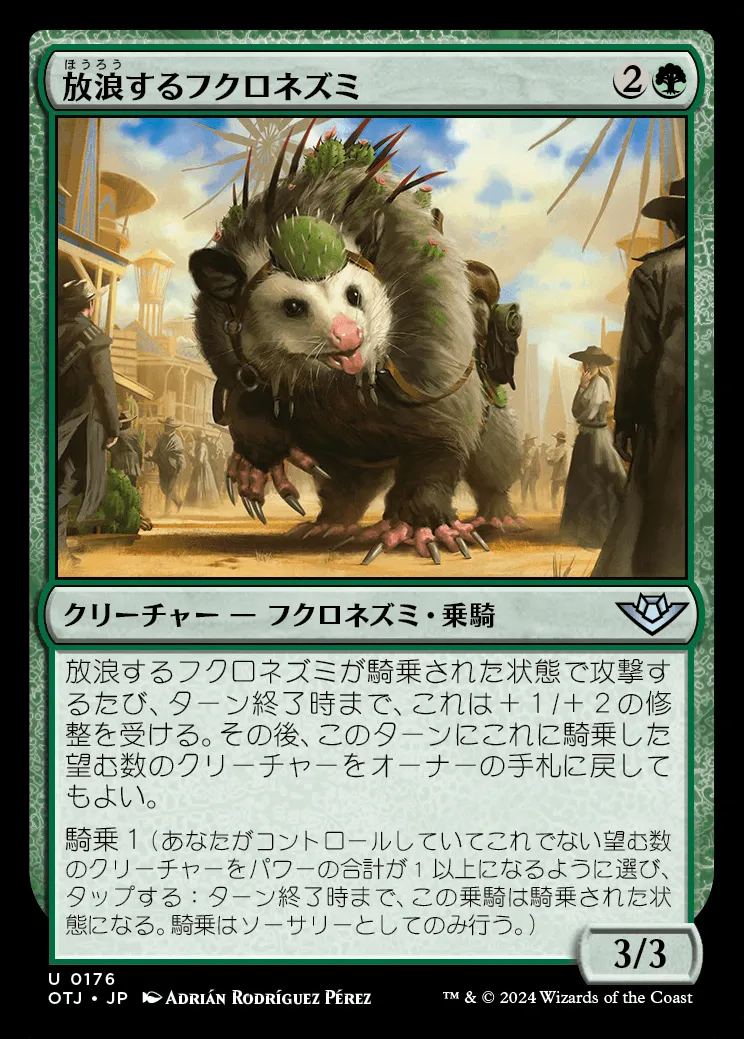 ほうろう
放浪するフクロネズミ 2
クリーチャー — フクロネズミ・乗騎
放浪するフクロネズミが騎乗された状態で攻撃す
るたび、ターン終了時まで、これは+1/+2の修
整を受ける。その後、このターンにこれに騎乗した
望む数のクリーチャーをオーナーの手札に戻して
もよい。
騎乗1(あなたがコントロールしていてこれでない望む数
のクリーチャーをパワーの合計が1以上になるように選び、
タップする:ターン終了時まで、この乗騎は騎乗された状
態になる。騎乗はソーサリーとしてのみ行う。)
3/3
U 0176
OTJ • JP Adrián Rodríguez Pérez
™ & © 2024 Wizards of the Coast